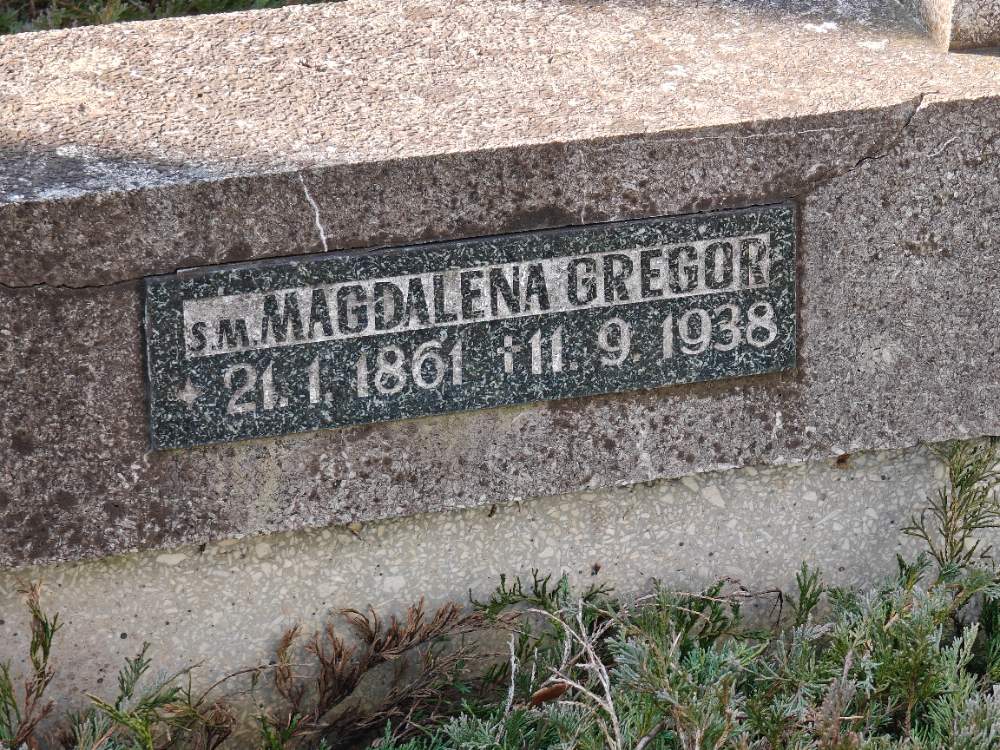 S.M. MAGDALENA GREGOR
* 21. 1. 1861 † 11. 9. 1938